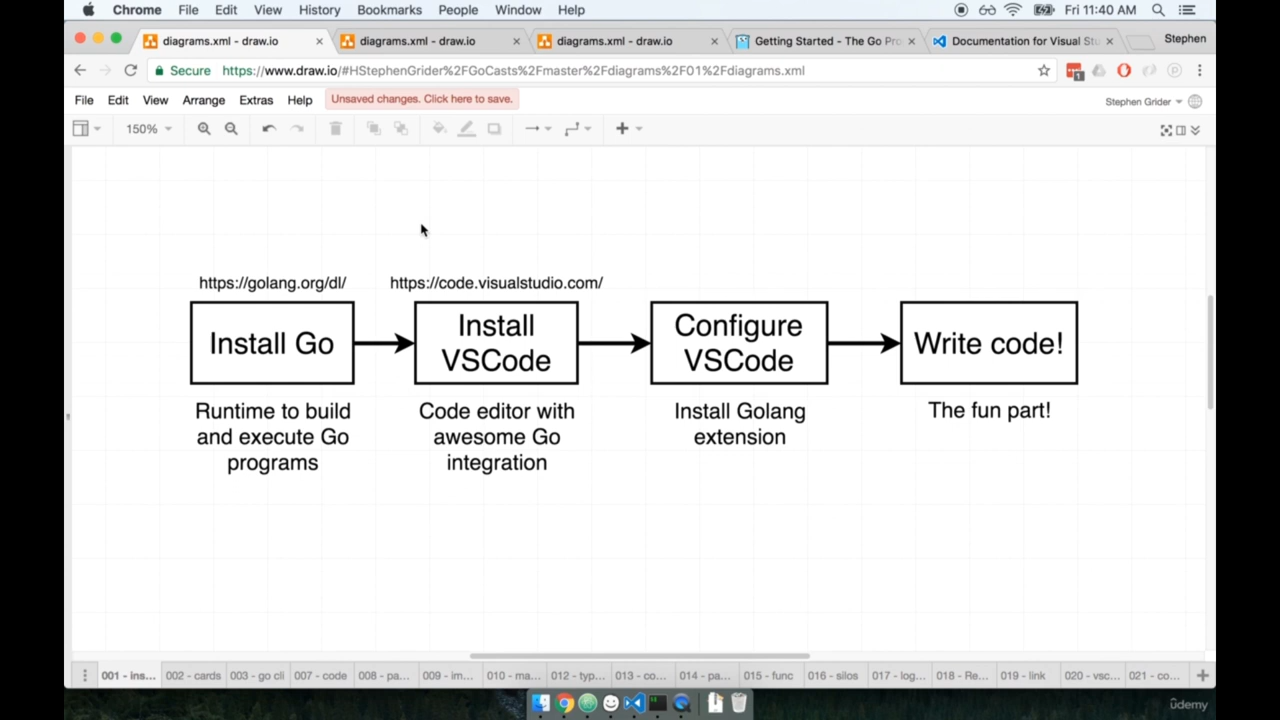 Chrome File Edit View History Bookmarks People Window Help Fri 11:40 AM
diagrams.xml - draw.io diagrams.xml - draw.io diagrams.xml - draw.io Getting Started - The Go Pro Documentation for Visual Stu Stephen
Secure https://www.draw.io/#HStephenGrider%2FGoCasts%2Fmaster%2Fdiagrams%2F01%2Fdiagrams.xml
File Edit View Arrange Extras Help Unsaved changes. Click here to save. Stephen Grider
150%
https://golang.org/dl/ https://code.visualstudio.com/
Install Go
Install
VSCode
Configure
VSCode
Write code!
Runtime to build
and execute Go
programs
Code editor with
awesome Go
integration
Install Golang
extension
The fun part!
001 - ins... 002 - cards 003 - go cli 007 - code 008 - pa... 009 - im... 010 - ma... 012 - typ... 013 - co... 014 - pa... 015 - func 016 - silos 017 - log... 018 - Re... 019 - link 020 - vsc... 021 - co...
ûdemy